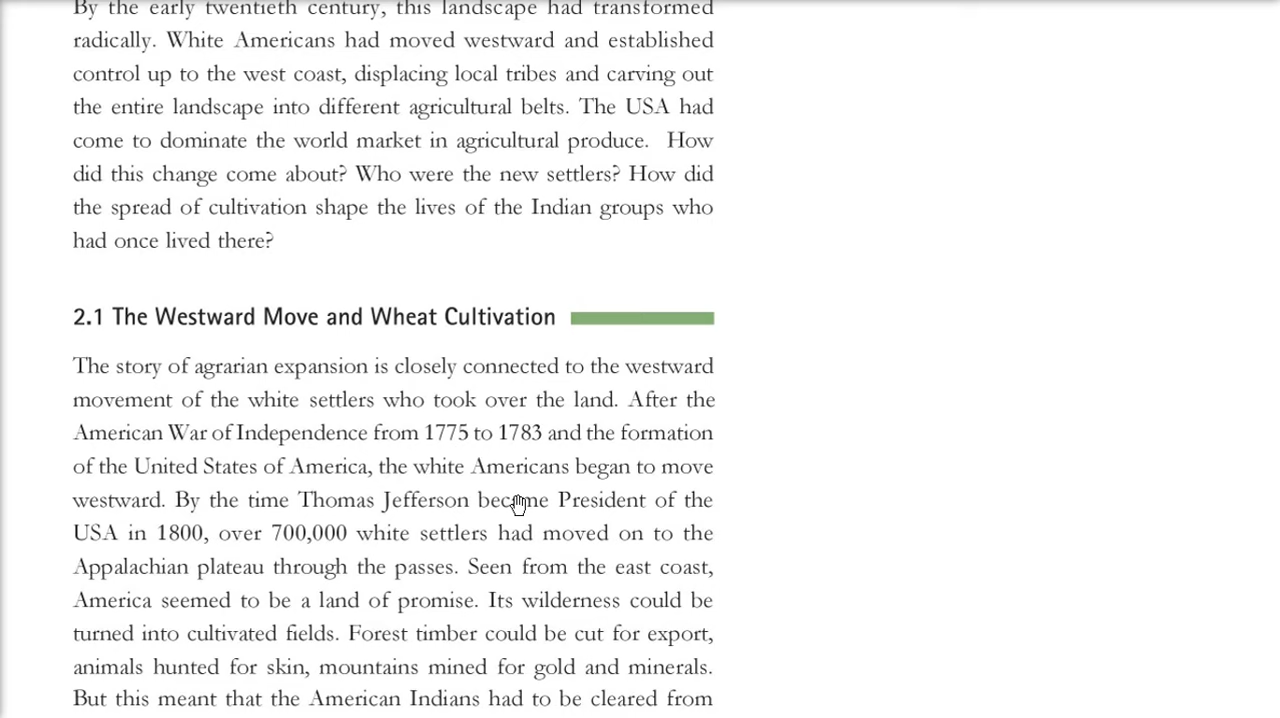 By the early twentieth century, this landscape had transformed
radically. White Americans had moved westward and established
control up to the west coast, displacing local tribes and carving out
the entire landscape into different agricultural belts. The USA had
come to dominate the world market in agricultural produce. How
did this change come about? Who were the new settlers? How did
the spread of cultivation shape the lives of the Indian groups who
had once lived there?
2.1 The Westward Move and Wheat Cultivation
The story of agrarian expansion is closely connected to the westward
movement of the white settlers who took over the land. After the
American War of Independence from 1775 to 1783 and the formation
of the United States of America, the white Americans began to move
westward. By the time Thomas Jefferson became President of the
USA in 1800, over 700,000 white settlers had moved on to the
Appalachian plateau through the passes. Seen from the east coast,
America seemed to be a land of promise. Its wilderness could be
turned into cultivated fields. Forest timber could be cut for export,
animals hunted for skin, mountains mined for gold and minerals.
But this meant that the American Indians had to be cleared from